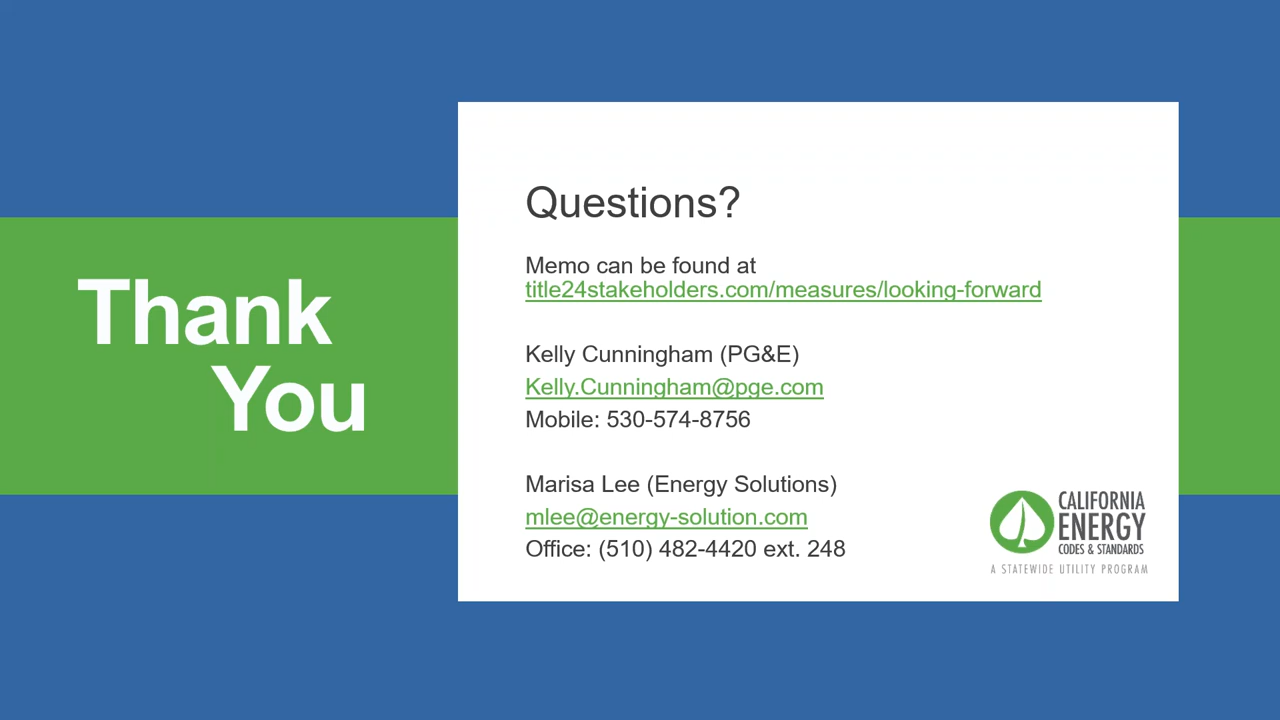 Thank
You
Questions?
Memo can be found at
title24stakeholders.com/measures/looking-forward
Kelly Cunningham (PG&E)
Kelly.Cunningham@pge.com
Mobile: 530-574-8756
Marisa Lee (Energy Solutions)
mlee@energy-solution.com
Office: (510) 482-4420 ext. 248
CALIFORNIA
ENERGY
CODES & STANDARDS
A STATEWIDE UTILITY PROGRAM